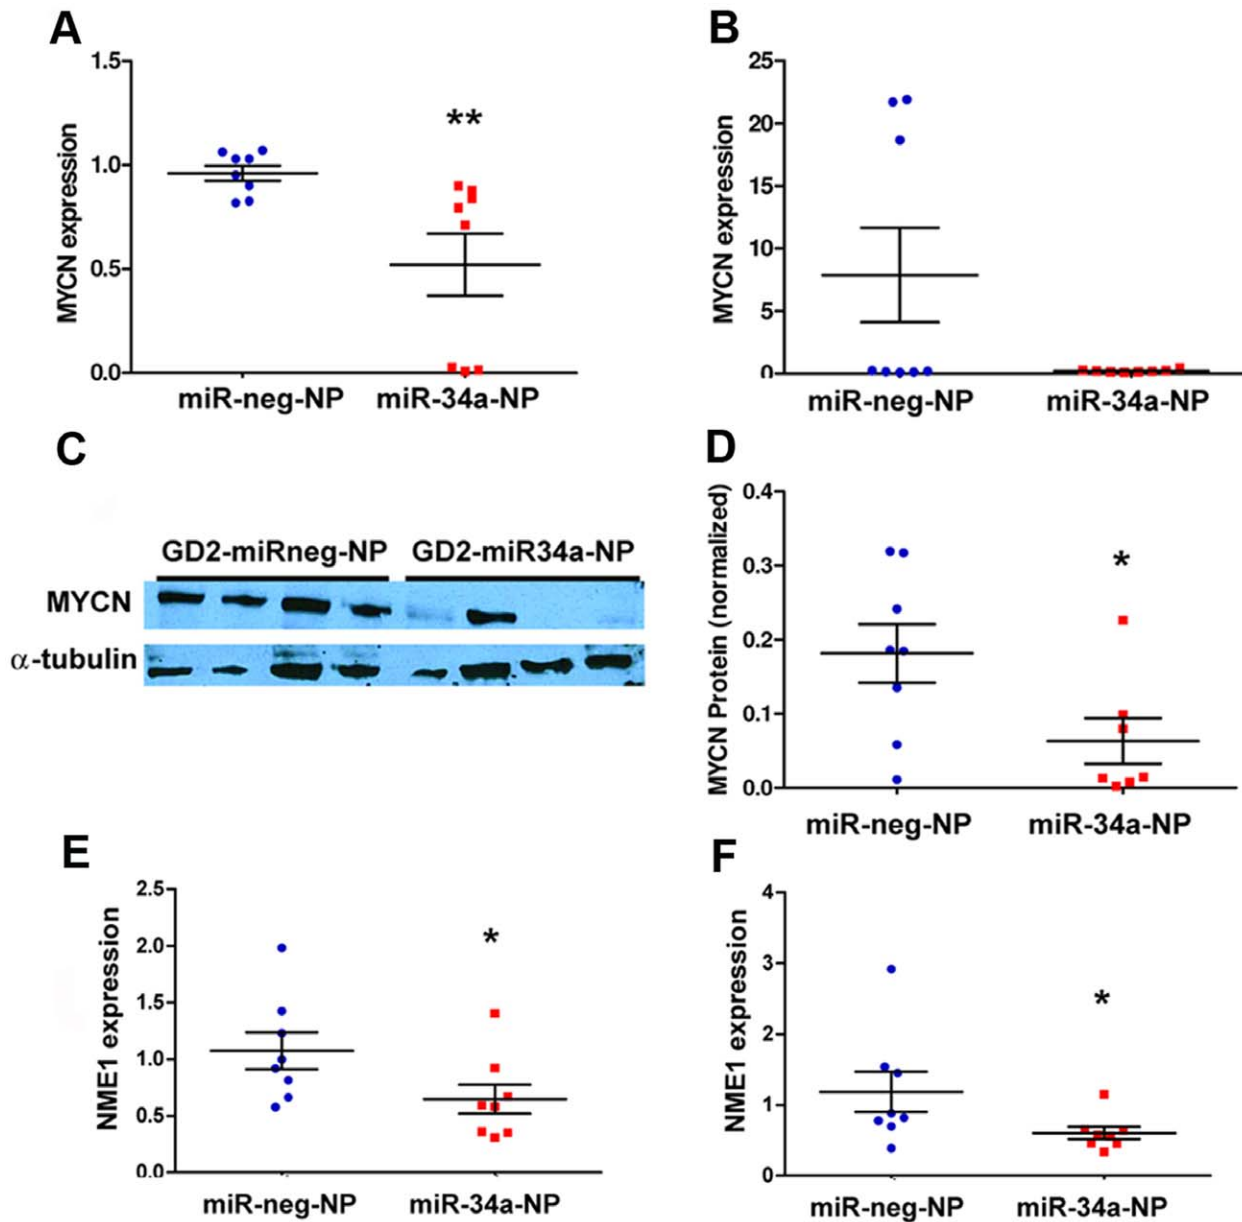 A
1.5
1.0
0.5
0.0
MYCN expression
**
miR-neg-NP miR-34a-NP
B
25
20
15
10
5
0
MYCN expression
miR-neg-NP miR-34a-NP
C
GD2-miRneg-NP GD2-miR34a-NP
MYCN
α-tubulin
D
0.4
0.3
0.2
0.1
0.0
MYCN Protein (normalized)
*
miR-neg-NP miR-34a-NP
E
2.5
2.0
1.5
1.0
0.5
0.0
NME1 expression
*
miR-neg-NP miR-34a-NP
F
4
3
2
1
0
NME1 expression
*
miR-neg-NP miR-34a-NP